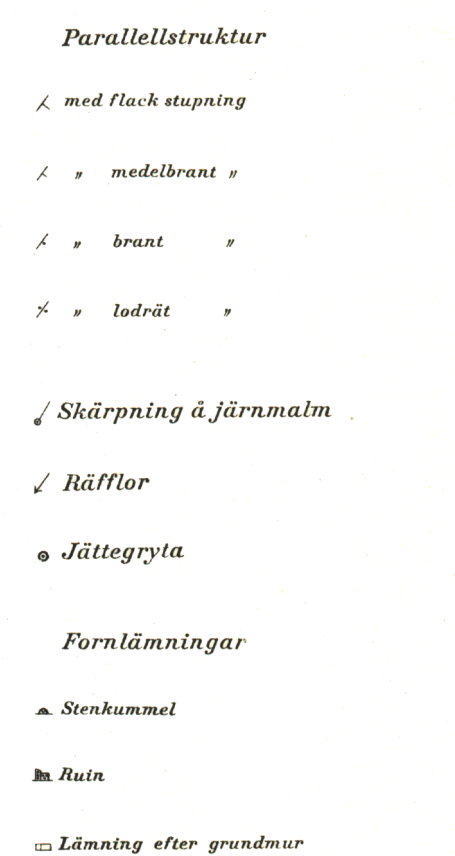 Parallellstruktur
med flack stupning
〃 medelbrant 〃
〃 brant 〃
〃 lodrät 〃
Skärpning å järnmalm
Räfflor
Jättegryta
Fornlämningar
Stenkummel
Ruin
Lämning efter grundmur